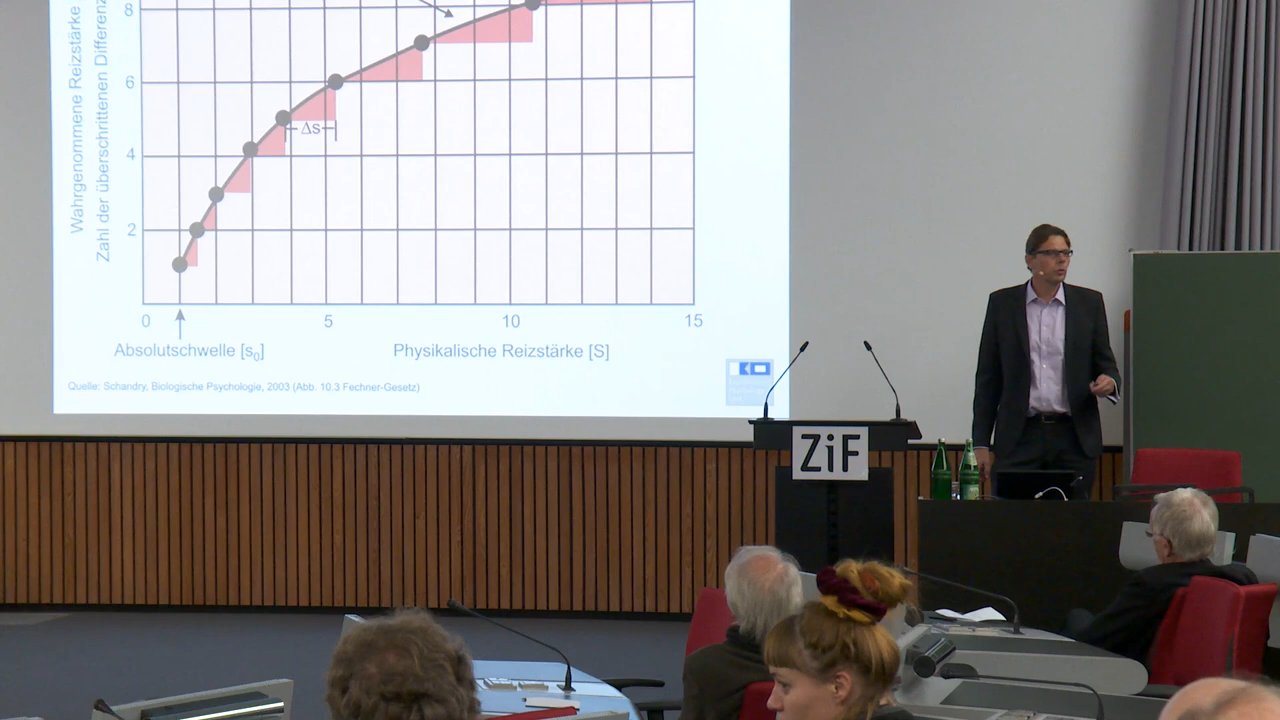 Wahrgenommene Reizstärke
Zahl der überschrittenen
8
6
4
2
Δs
0
5
10
15
Absolutschwelle [s₀]
Physikalische Reizstärke [S]
Quelle: Schandry, Biologische Psychologie, 2003 (Abb. 10.3 Fechner-Gesetz)
ZiF